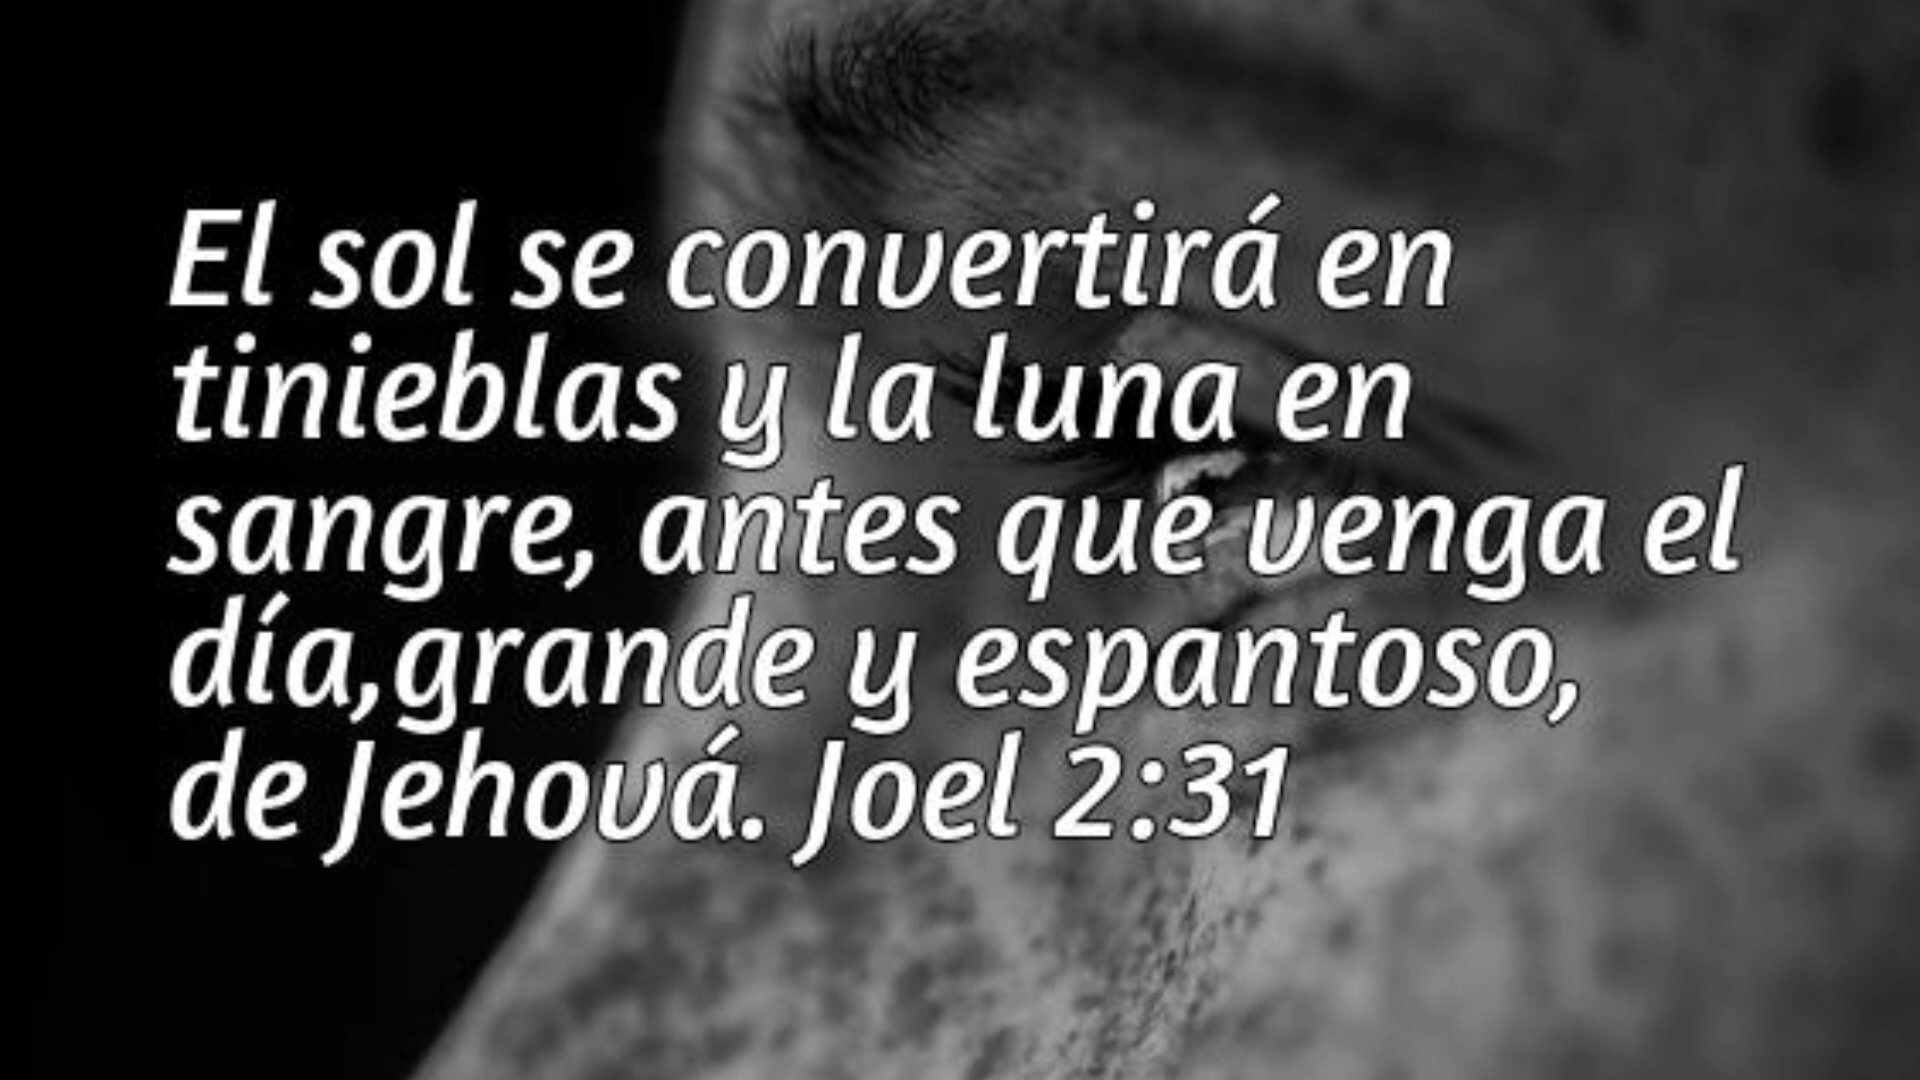 El sol se convertirá en
tinieblas y la luna en
sangre, antes que venga el
día,grande y espantoso,
de Jehová. Joel 2:31